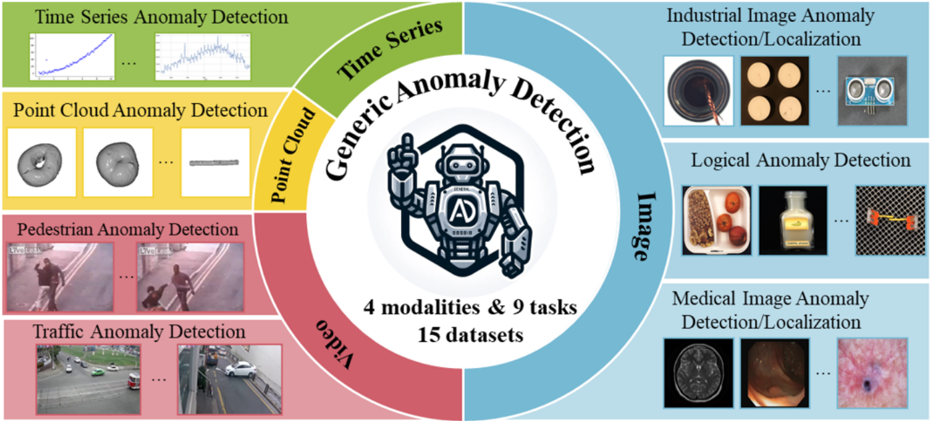 Time Series Anomaly Detection
...
Point Cloud Anomaly Detection
...
Pedestrian Anomaly Detection
...
Traffic Anomaly Detection
...
Time Series
Point Cloud
Video
Image
Generic Anomaly Detection
AD
4 modalities & 9 tasks
15 datasets
Industrial Image Anomaly
Detection/Localization
...
Logical Anomaly Detection
...
Medical Image Anomaly
Detection/Localization
...